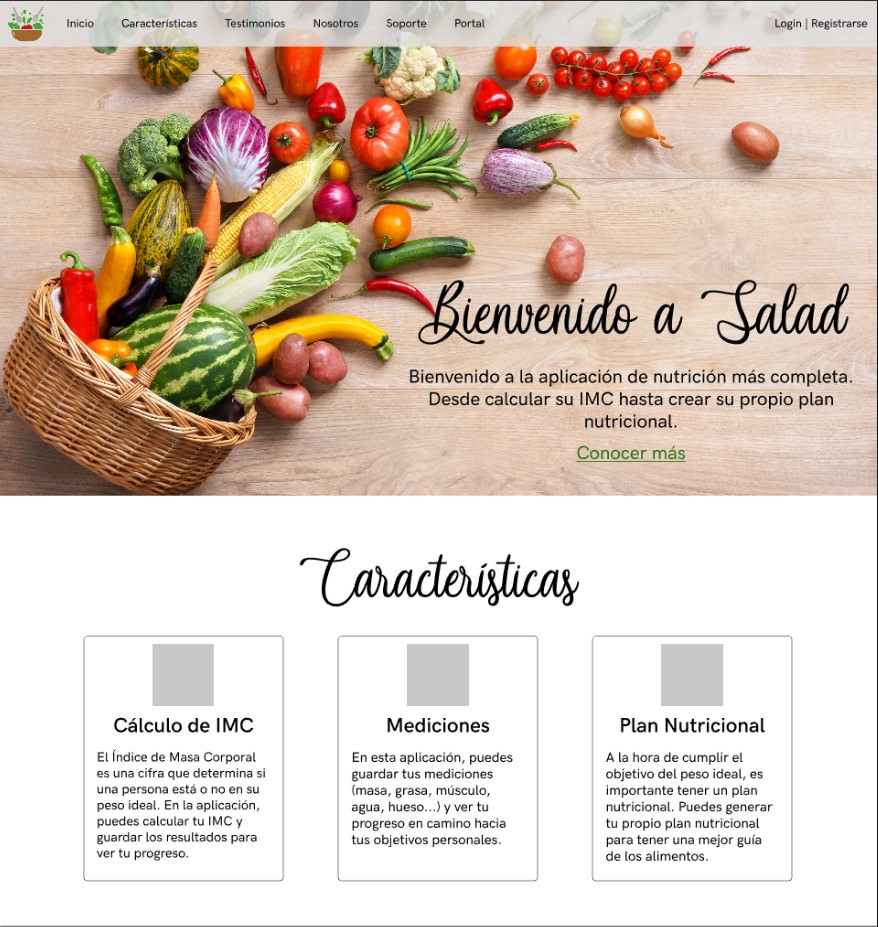 Inicio Características Testimonios Nosotros Soporte Portal Login | Registrarse
Bienvenido a Salad
Bienvenido a la aplicación de nutrición más completa.
Desde calcular su IMC hasta crear su propio plan
nutricional.
Conocer más
Características
Cálculo de IMC
El Índice de Masa Corporal
es una cifra que determina si
una persona está o no en su
peso ideal. En la aplicación,
puedes calcular tu IMC y
guardar los resultados para
ver tu progreso.
Mediciones
En esta aplicación, puedes
guardar tus mediciones
(masa, grasa, músculo,
agua, hueso...) y ver tu
progreso en camino hacia
tus objetivos personales.
Plan Nutricional
A la hora de cumplir el
objetivo del peso ideal, es
importante tener un plan
nutricional. Puedes generar
tu propio plan nutricional
para tener una mejor guía
de los alimentos.